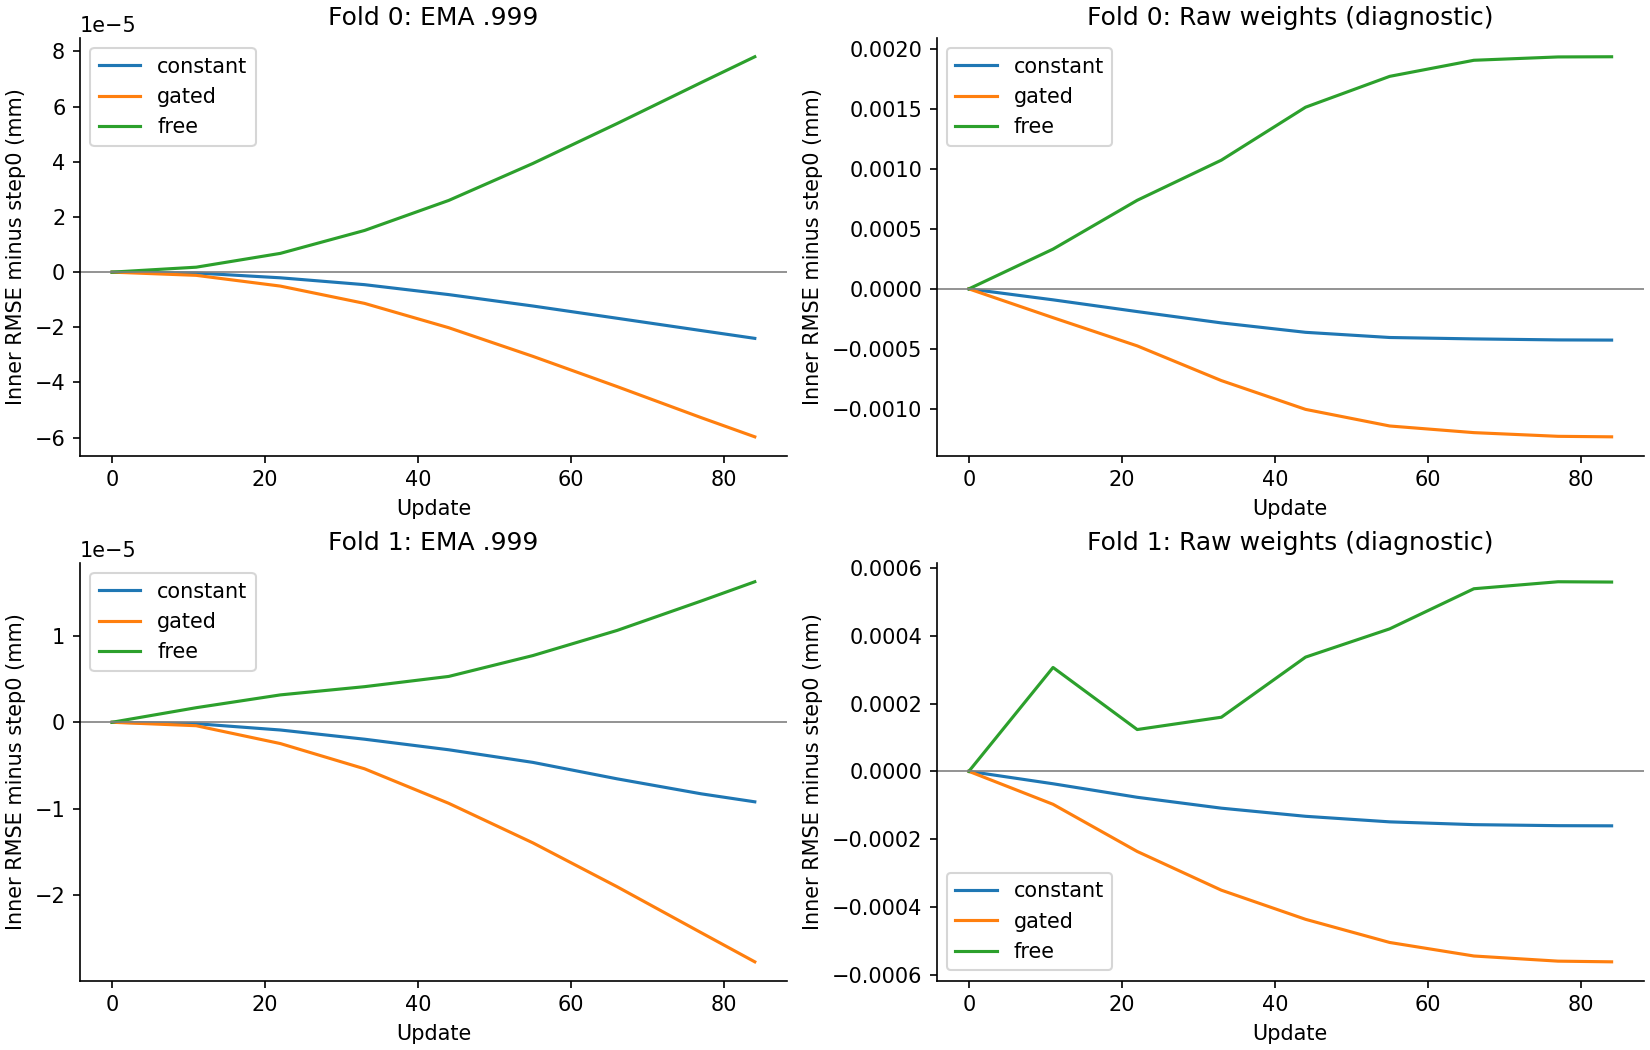 Fold 0: EMA .999
1e−5
Inner RMSE minus step0 (mm)
8
6
4
2
0
−2
−4
−6
constant
gated
free
0 20 40 60 80
Update
Fold 0: Raw weights (diagnostic)
Inner RMSE minus step0 (mm)
0.0020
0.0015
0.0010
0.0005
0.0000
−0.0005
−0.0010
constant
gated
free
0 20 40 60 80
Update
Fold 1: EMA .999
1e−5
Inner RMSE minus step0 (mm)
1
0
−1
−2
constant
gated
free
0 20 40 60 80
Update
Fold 1: Raw weights (diagnostic)
Inner RMSE minus step0 (mm)
0.0006
0.0004
0.0002
0.0000
−0.0002
−0.0004
−0.0006
constant
gated
free
0 20 40 60 80
Update